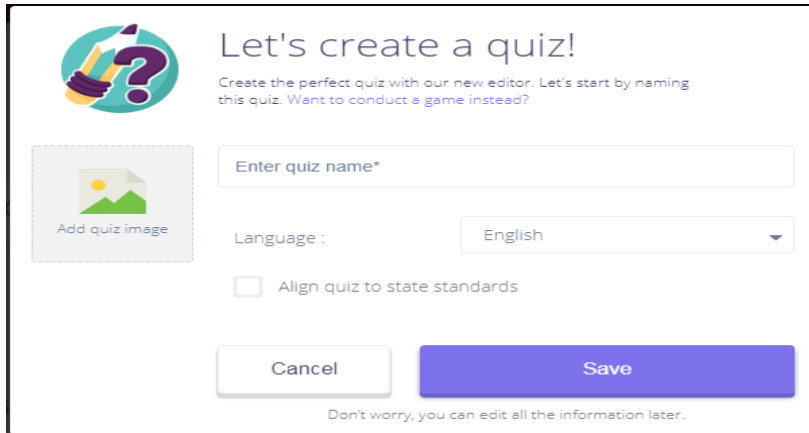 Let's create a quiz!
Create the perfect quiz with our new editor. Let's start by naming
this quiz. Want to conduct a game instead?
Enter quiz name*
Add quiz image
Language :
English
Align quiz to state standards
Cancel
Save
Don't worry, you can edit all the information later.